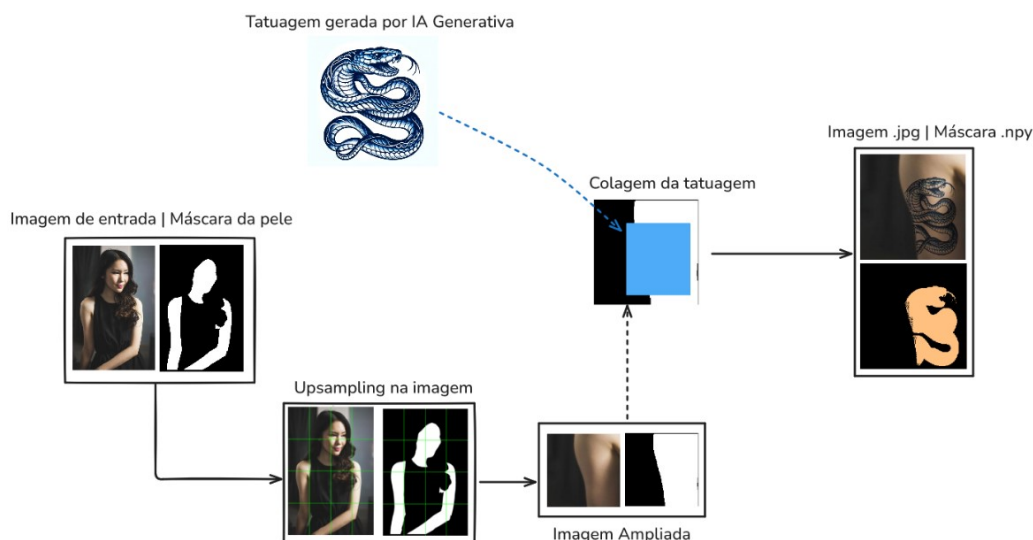 Tatuagem gerada por IA Generativa
Imagem .jpg | Máscara .npy
Colagem da tatuagem
Imagem de entrada | Máscara da pele
Upsampling na imagem
Imagem Ampliada